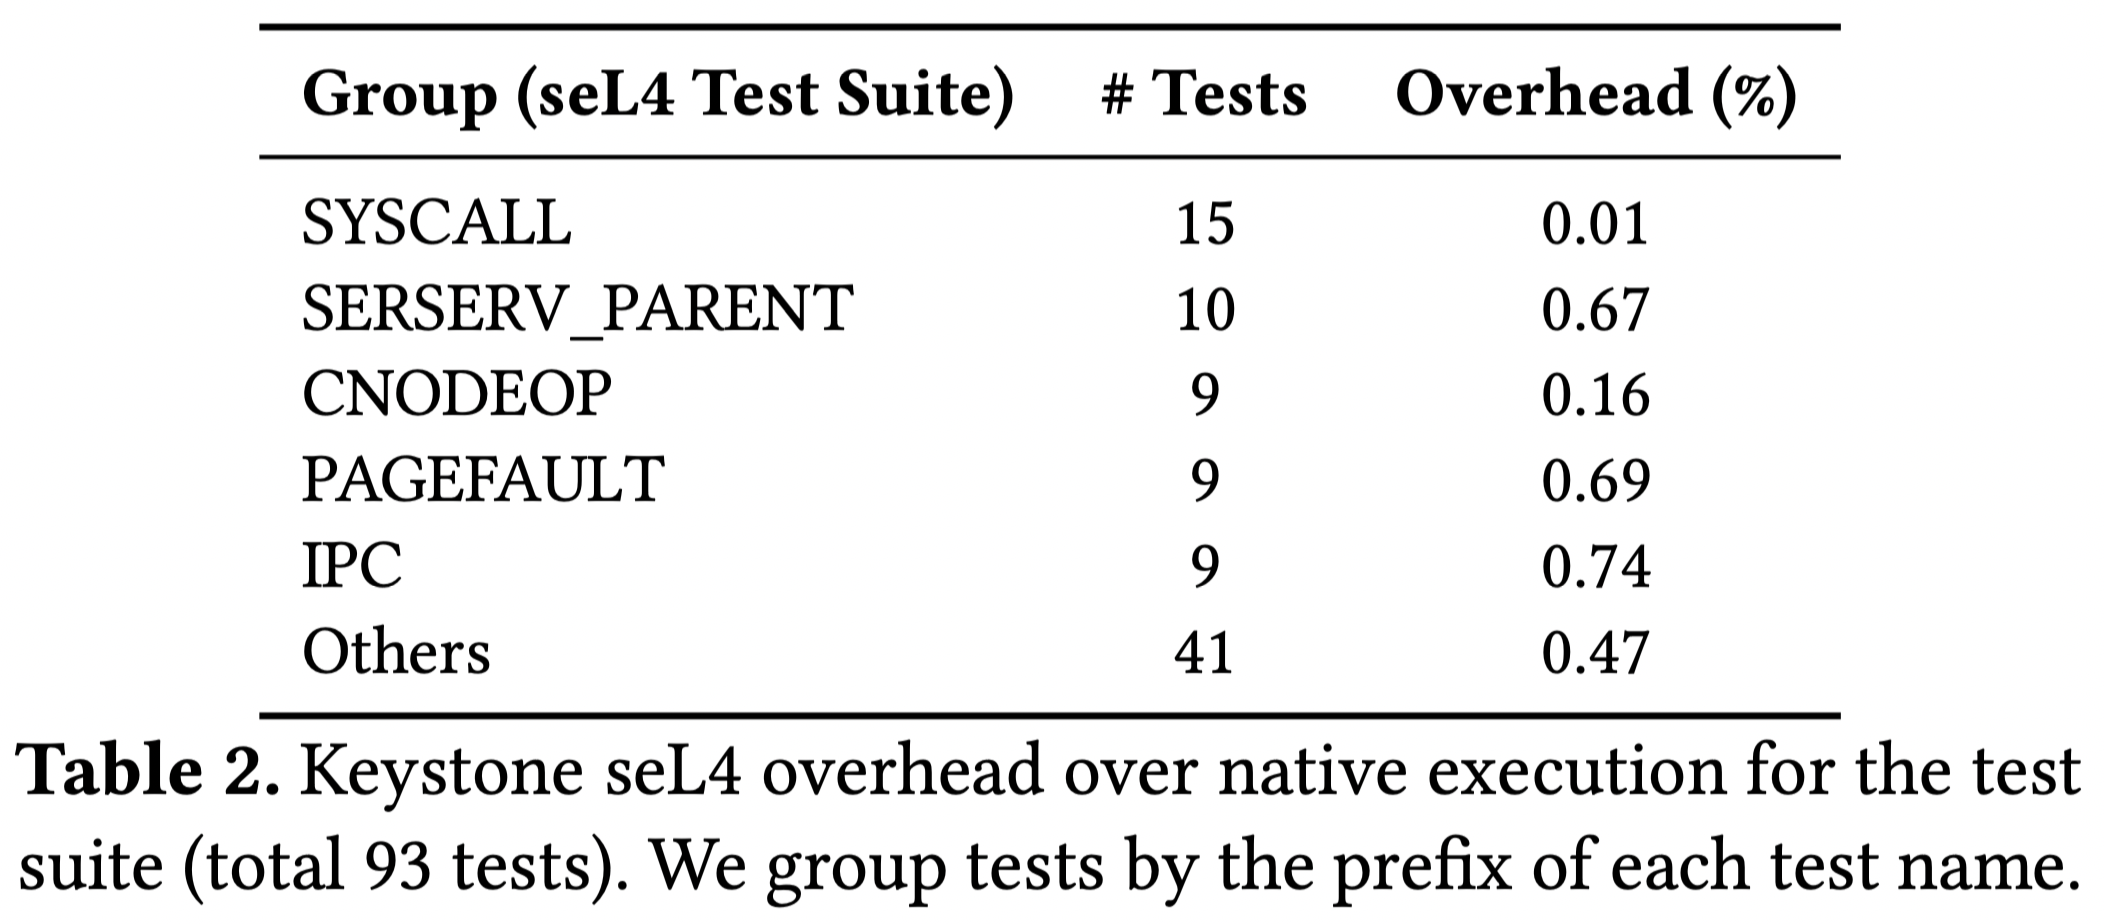 Group (seL4 Test Suite) # Tests Overhead (%)
SYSCALL 15 0.01
SERSERV_PARENT 10 0.67
CNODEOP 9 0.16
PAGEFAULT 9 0.69
IPC 9 0.74
Others 41 0.47
Table 2. Keystone seL4 overhead over native execution for the test
suite (total 93 tests). We group tests by the prefix of each test name.